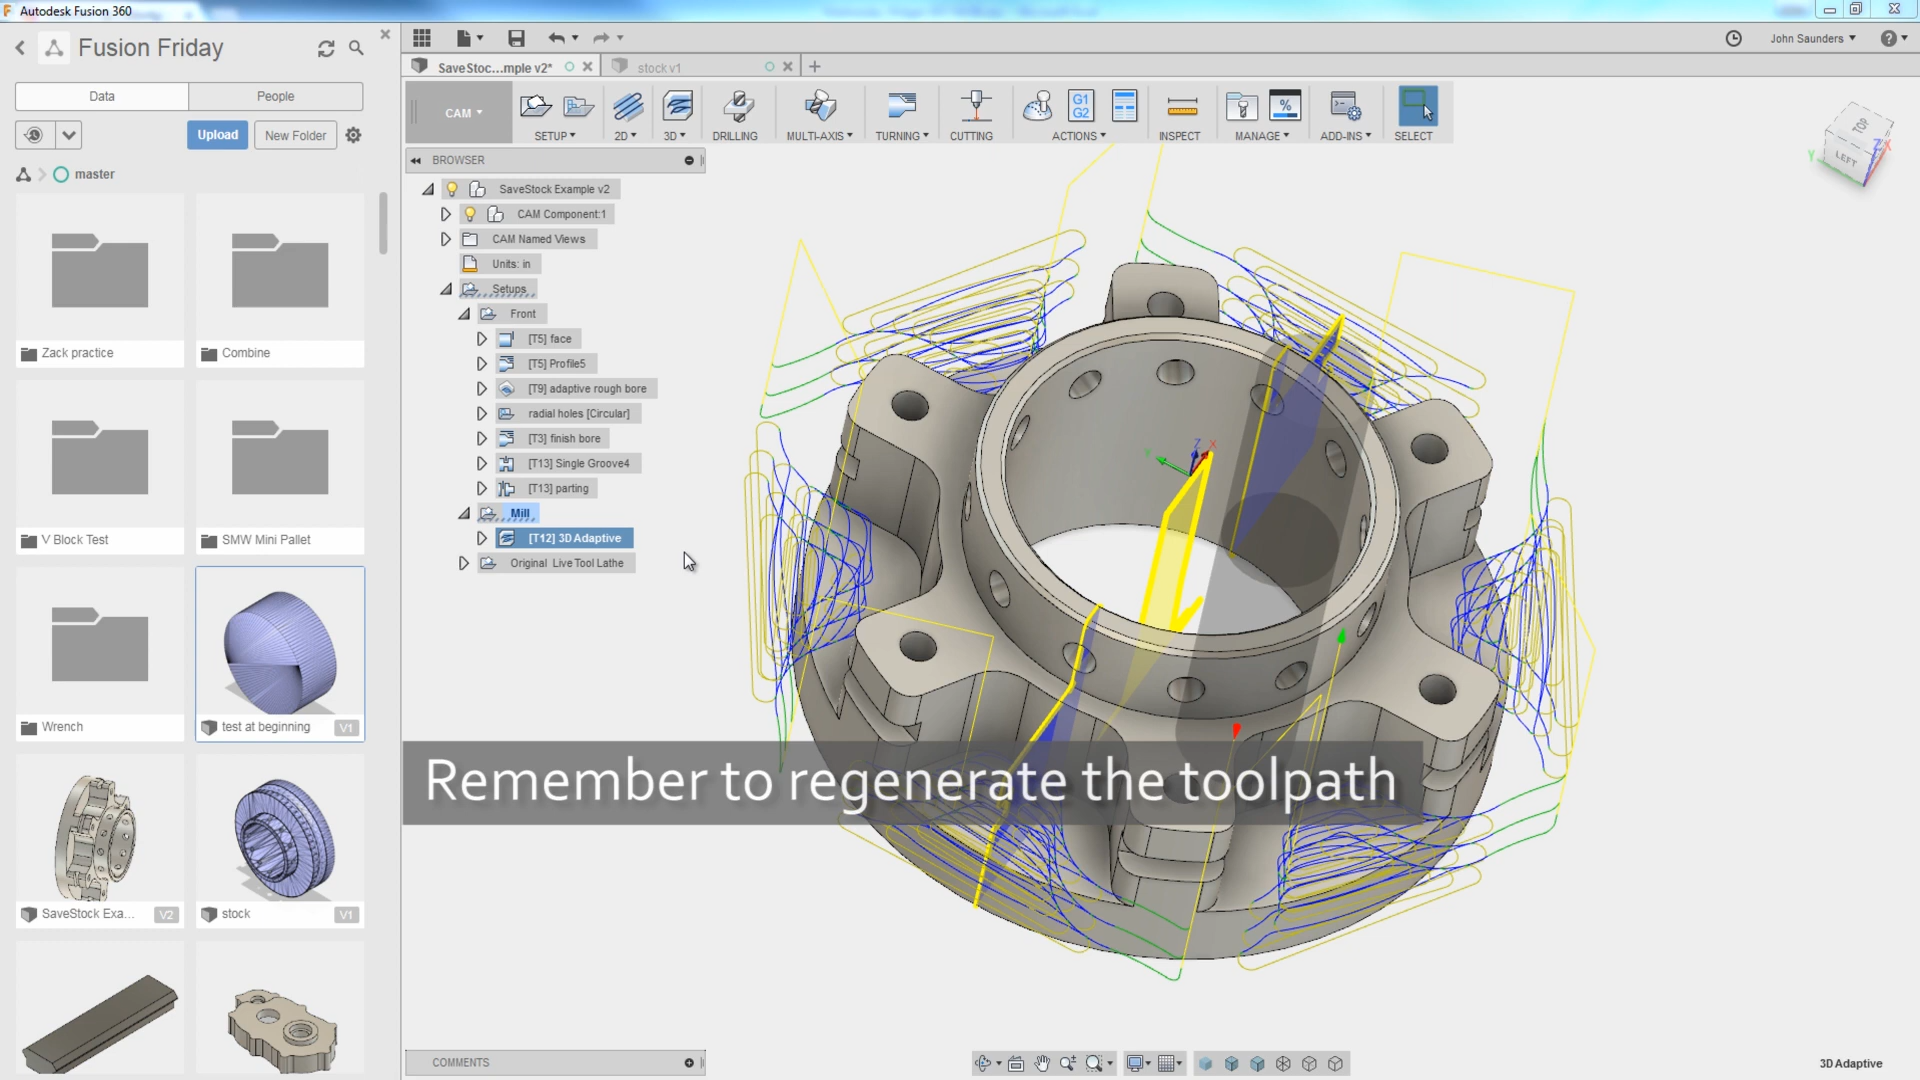 Autodesk Fusion 360
Fusion Friday
Data
People
Upload
New Folder
master
Zack practice
Combine
V Block Test
SMW Mini Pallet
Wrench
test at beginning
V1
SaveStock Exa...
V2
stock
V1
John Saunders
SaveStoc...mple v2*
stock v1
CAM
SETUP
2D
3D
DRILLING
MULTI-AXIS
TURNING
CUTTING
G1
G2
ACTIONS
INSPECT
MANAGE
ADD-INS
SELECT
BROWSER
SaveStock Example v2
CAM Component:1
CAM Named Views
Units: in
Setups
Front
[T5] face
[T5] Profile5
[T9] adaptive rough bore
radial holes [Circular]
[T3] finish bore
[T13] Single Groove4
[T13] parting
Mill
[T12] 3D Adaptive
Original Live Tool Lathe
TOP
LEFT
Z
X
Y
Z
X
Remember to regenerate the toolpath
COMMENTS
3D Adaptive